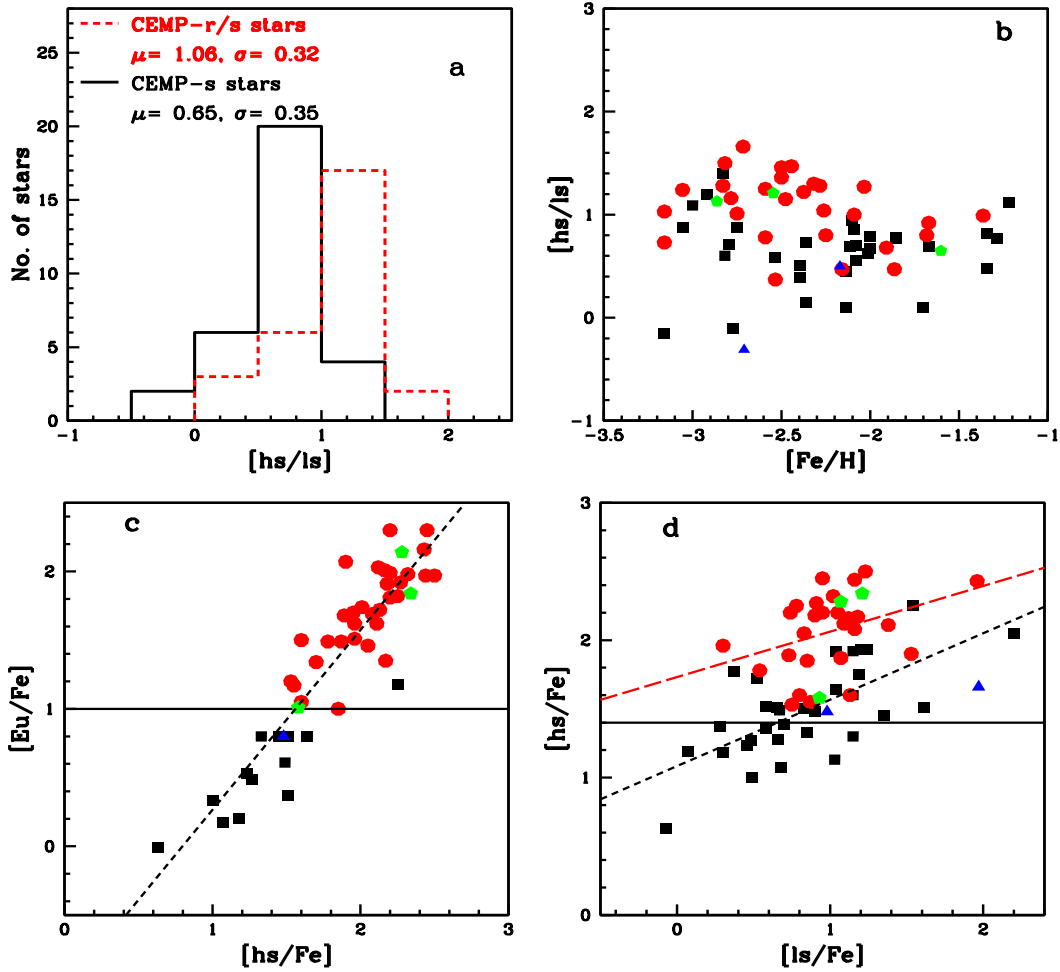 CEMP-r/s stars
μ= 1.06, σ= 0.32
CEMP-s stars
μ= 0.65, σ= 0.35
a
No. of stars
0
5
10
15
20
25
-1
0
1
2
[hs/ls]
b
[hs/ls]
3
2
1
0
-1
-3.5
-3
-2.5
-2
-1.5
-1
[Fe/H]
c
[Eu/Fe]
2
1
0
0
1
2
3
[hs/Fe]
d
[hs/Fe]
3
2
1
0
0
1
2
[ls/Fe]